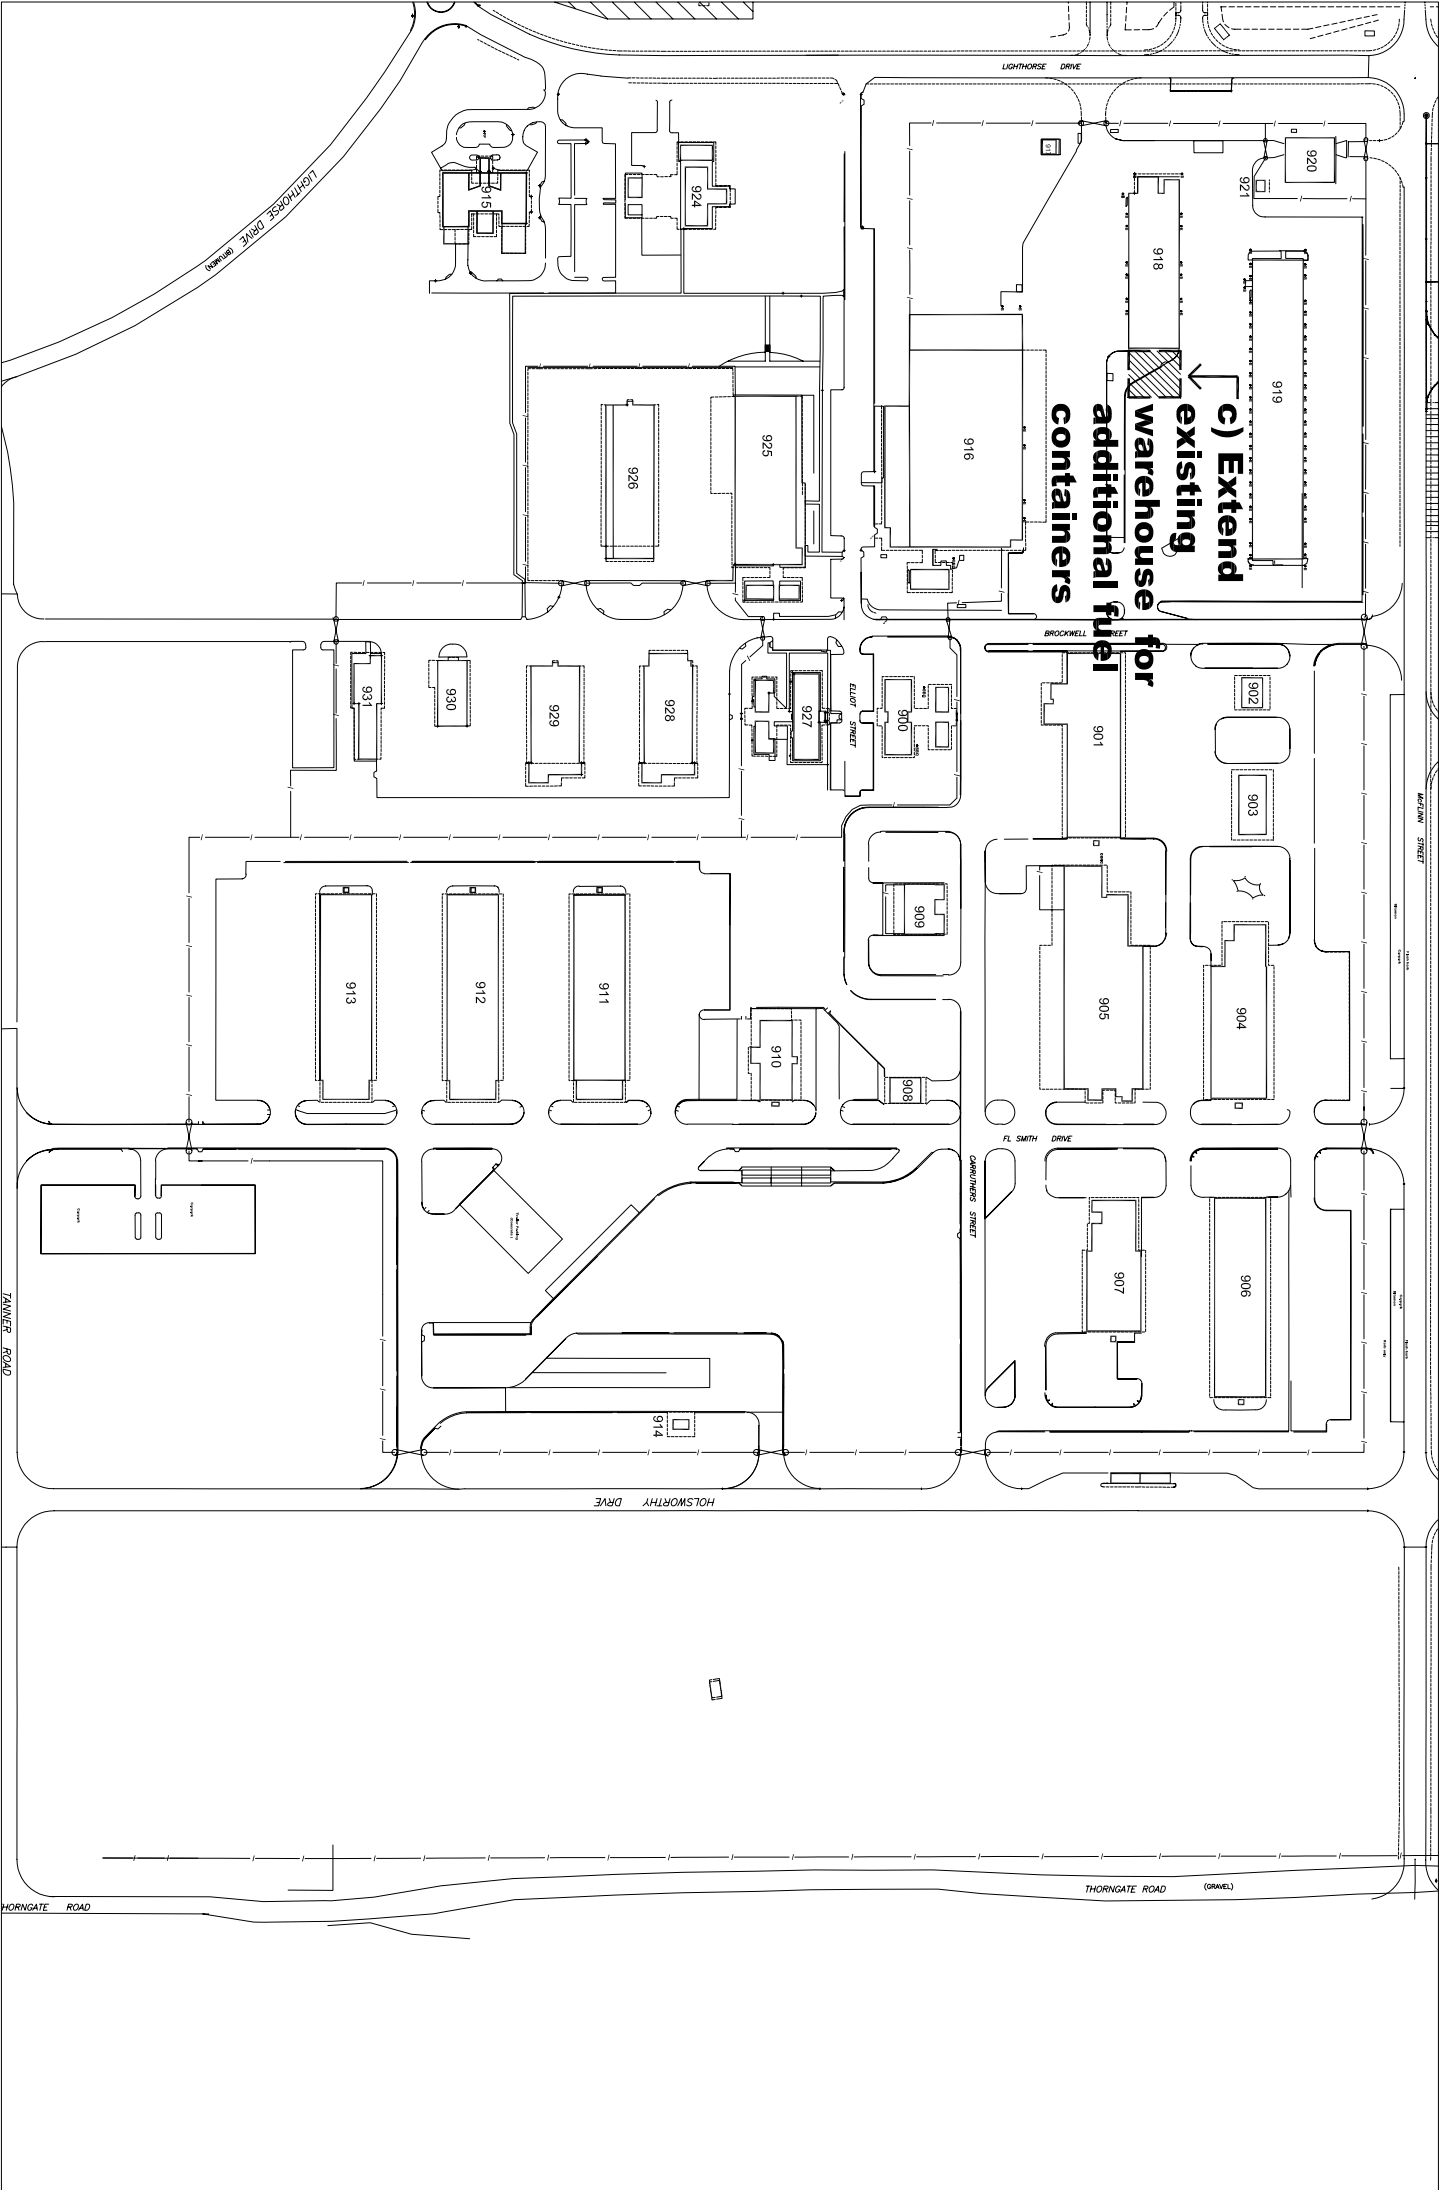 LIGHTHORSE DRIVE
LIGHTHORSE DRIVE (BITUMEN)
920
921
915
924
918
919
c) Extend
existing
warehouse for
additional fuel
containers
916
925
926
BROCKWELL STREET
931
930
929
928
927
ELLIOT STREET
900
901
902
903
McFLINN STREET
909
913
912
911
905
904
910
908
FL SMITH DRIVE
CARRUTHERS STREET
907
906
TANNER ROAD
914
HOLSWORTHY DRVE
THORNGATE ROAD (GRAVEL)
HORNGATE ROAD